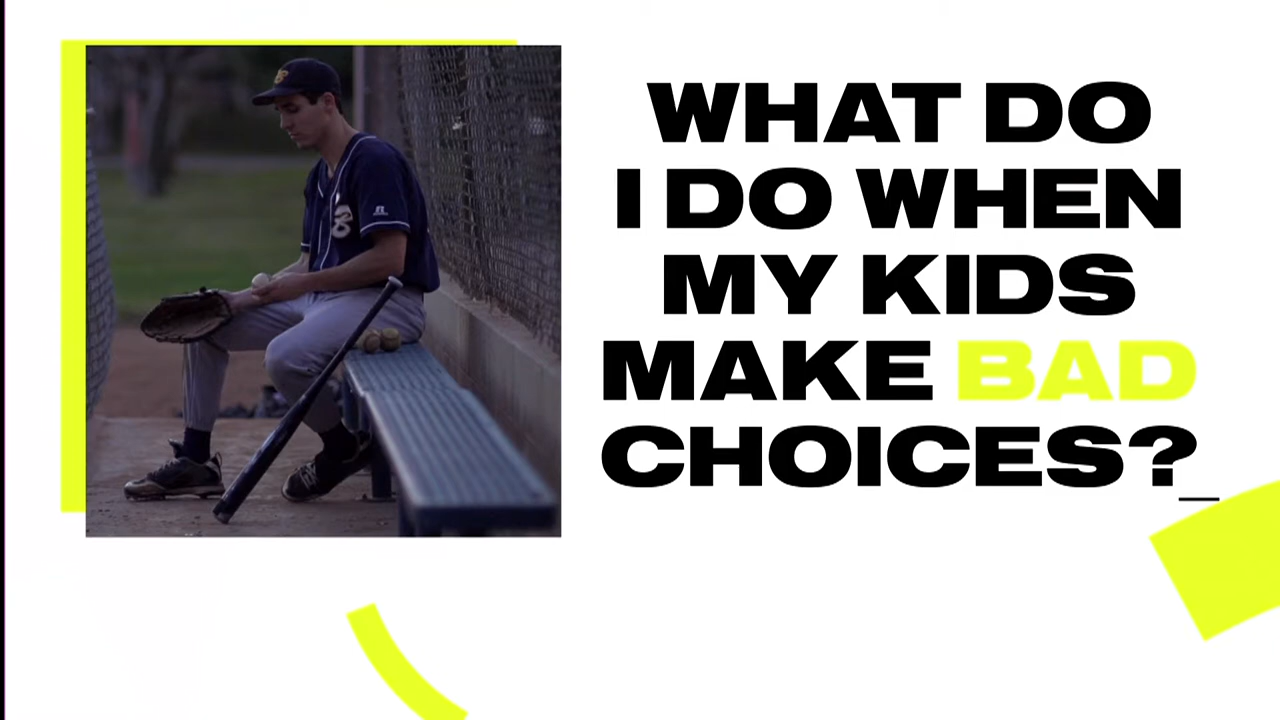 WHAT DO
I DO WHEN
MY KIDS
MAKE BAD
CHOICES?_